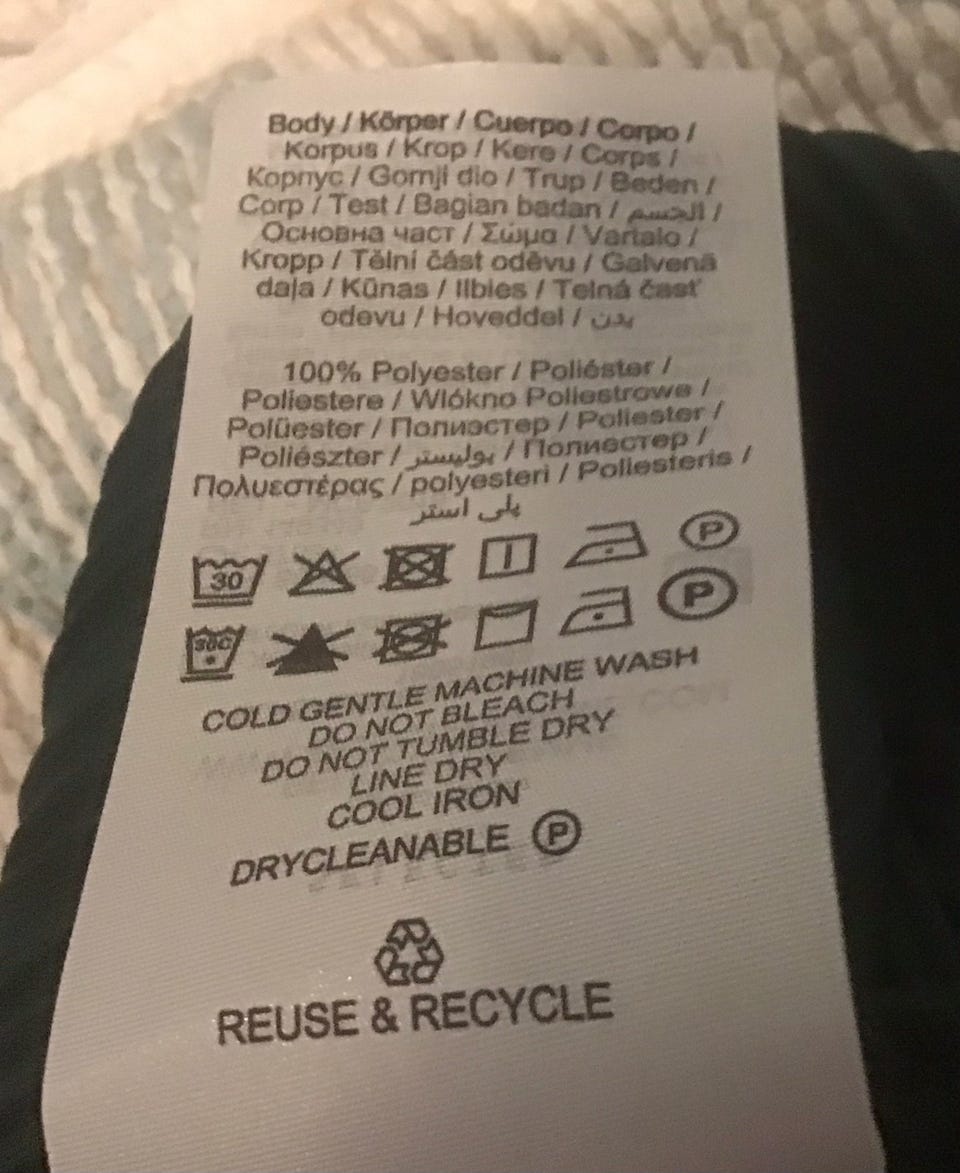 Body / Körper / Cuerpo / Corpo /
Korpus / Krop / Kere / Corps /
Корпус / Gornji dio / Trup / Beden /
Corp / Test / Bagian badan / الجسم /
Основна част / Σώμα / Vartalo /
Kropp / Tělní část oděvu / Galvenā
daļa / Kūnas / Ilbies / Telná časť
odevu / Hoveddel / بدن
100% Polyester / Poliéster /
Poliestere / Włókno Poliestrowe /
Polüester / Полиэстер / Poliester /
Poliészter / بوليستر / Полиестер /
Πολυεστέρας / polyesteri / Poliesteris /
پلی استر
30 P
30C P
COLD GENTLE MACHINE WASH
DO NOT BLEACH
DO NOT TUMBLE DRY
LINE DRY
COOL IRON
DRYCLEANABLE P
REUSE & RECYCLE